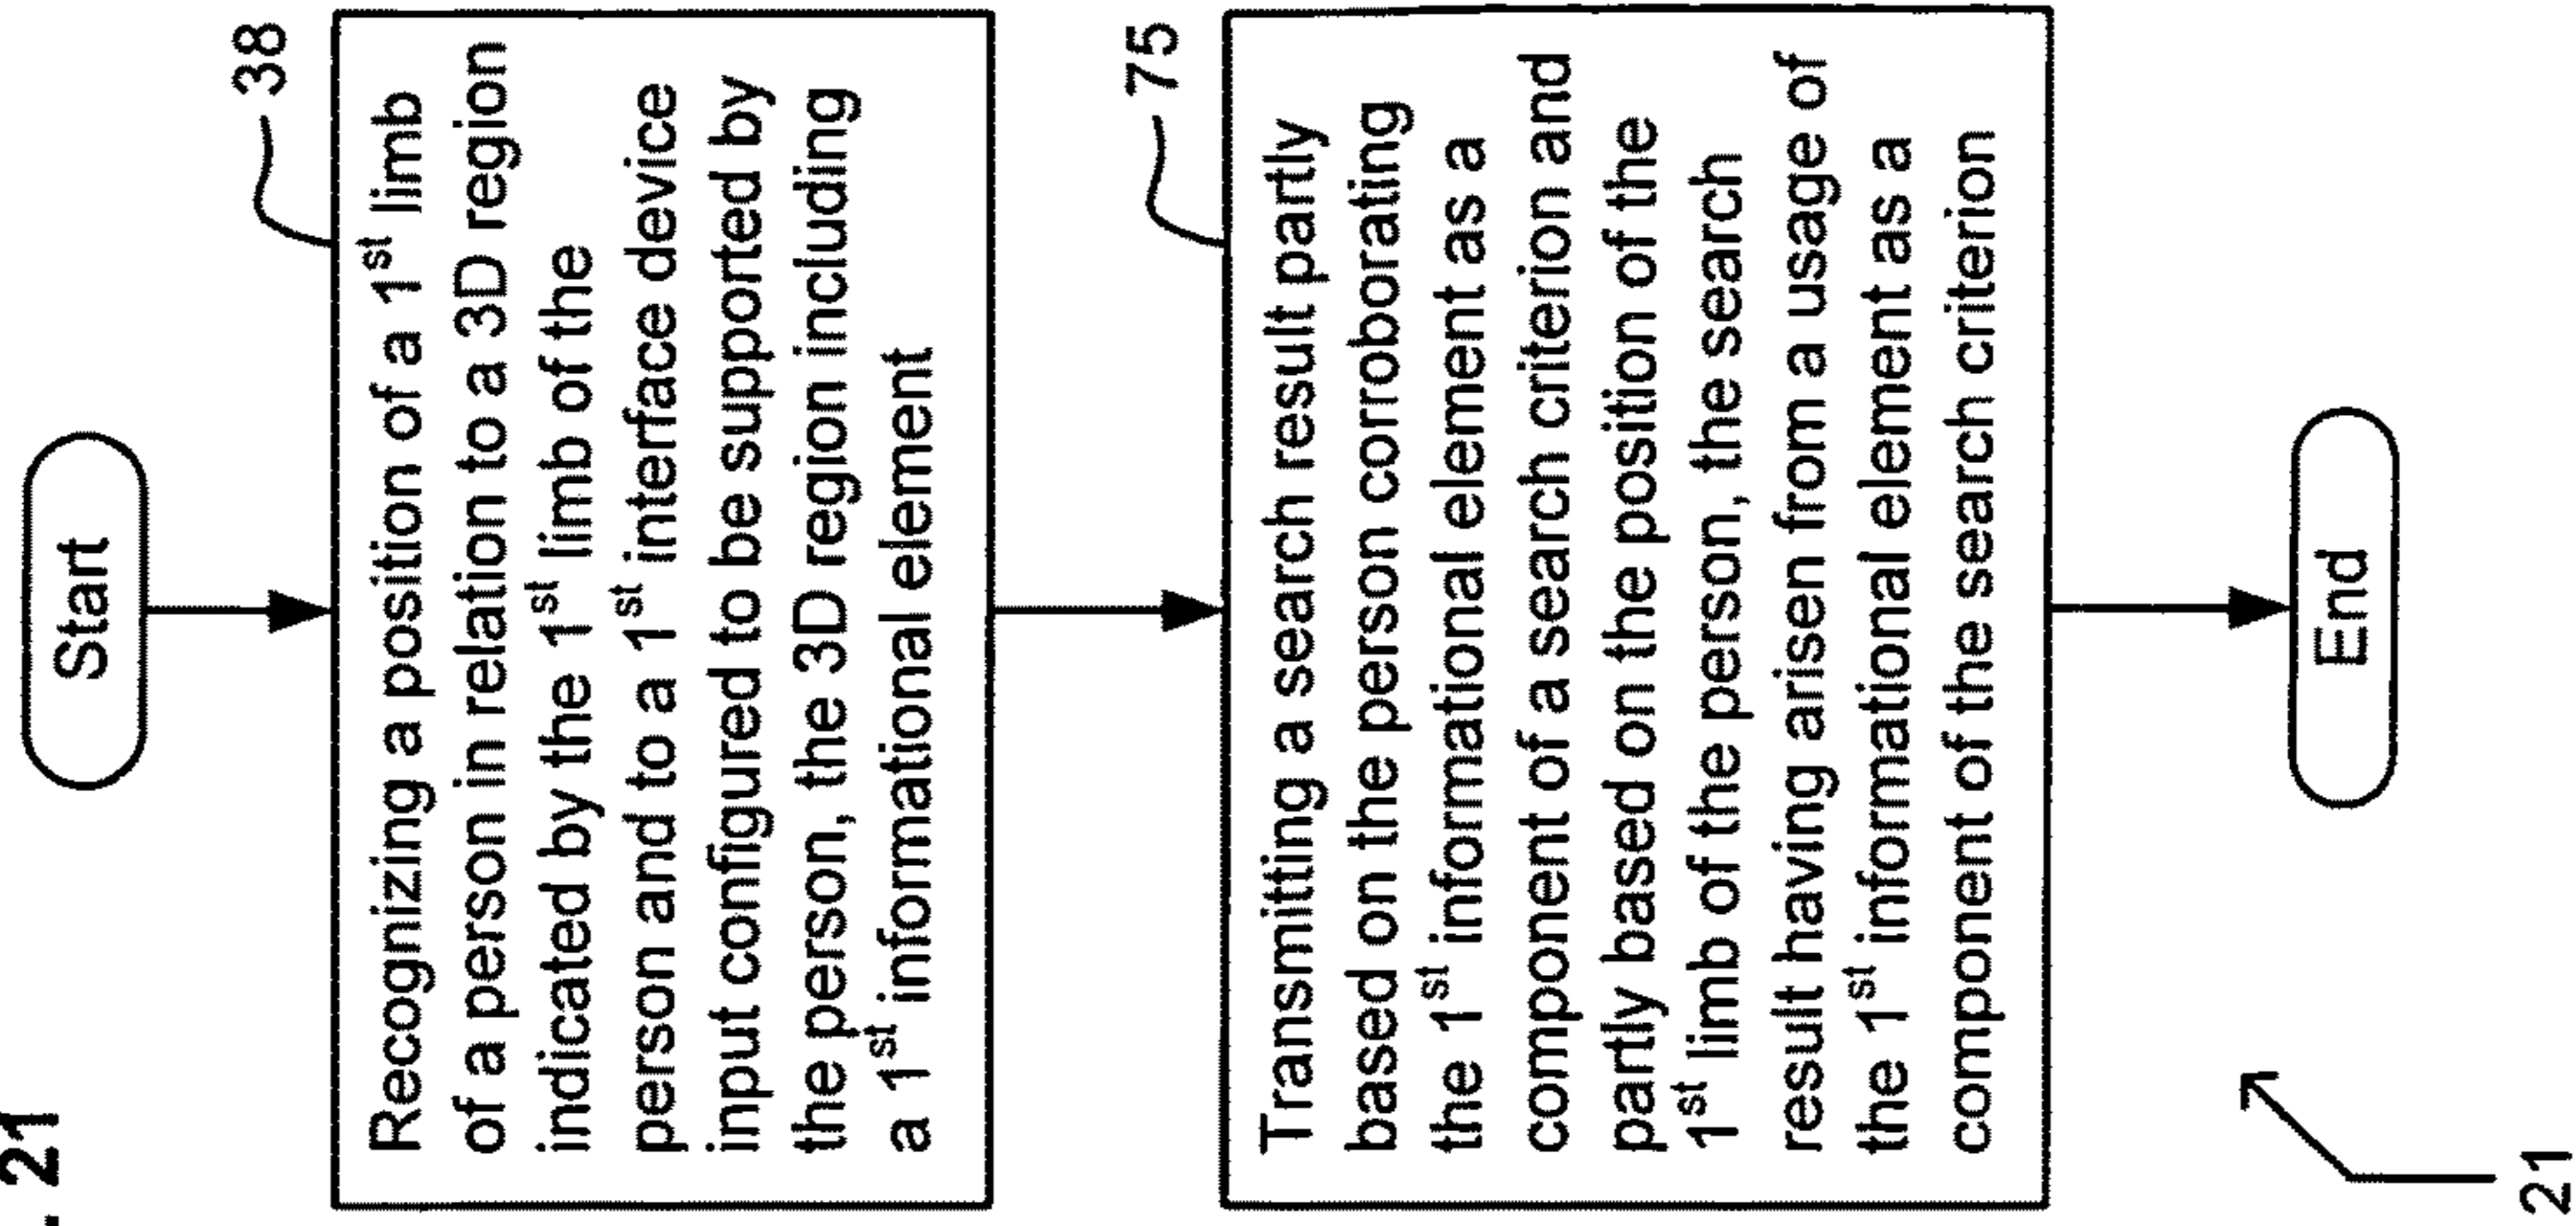 . 21
Start
38
Recognizing a position of a 1st limb
of a person in relation to a 3D region
indicated by the 1st limb of the
person and to a 1st interface device
input configured to be supported by
the person, the 3D region including
a 1st informational element
75
Transmitting a search result partly
based on the person corroborating
the 1st informational element as a
component of a search criterion and
partly based on the position of the
1st limb of the person, the search
result having arisen from a usage of
the 1st informational element as a
component of the search criterion
End
21